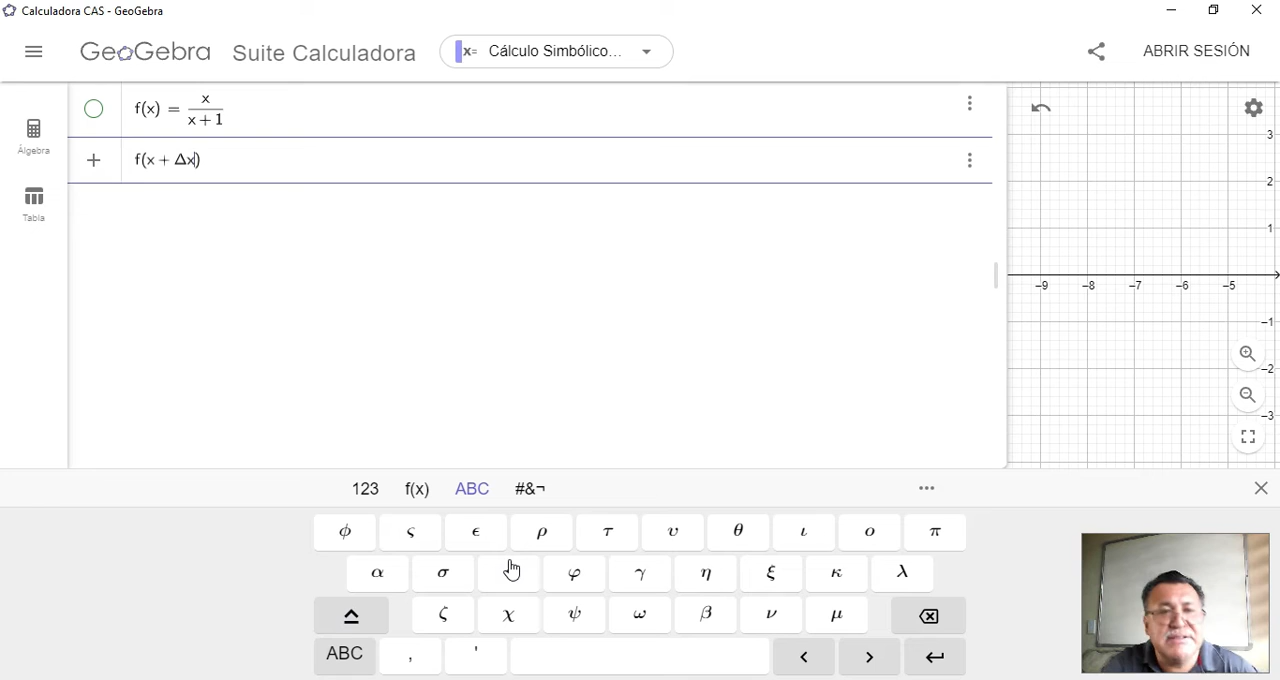 Calculadora CAS - GeoGebra
GeoGebra Suite Calculadora x= Cálculo Simbólico... ABRIR SESIÓN
f(x) = x / x + 1
Álgebra
f(x + Δx)
Tabla
3
2
1
-9 -8 -7 -6 -5
-1
-2
-3
123 f(x) ABC #&¬ ...
ϕ ς ϵ ρ τ υ θ ι ο π
α σ φ γ η ξ κ λ
ζ χ ψ ω β ν μ
ABC , ' < >